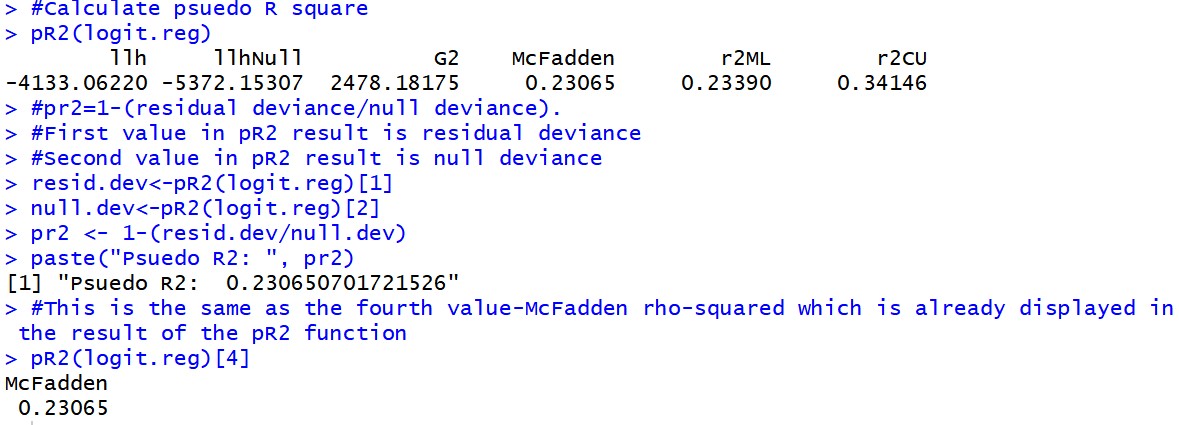 > #Calculate psuedo R square
> pR2(logit.reg)
llh llhNull G2 McFadden r2ML r2CU
-4133.06220 -5372.15307 2478.18175 0.23065 0.23390 0.34146
> #pr2=1-(residual deviance/null deviance).
> #First value in pR2 result is residual deviance
> #Second value in pR2 result is null deviance
> resid.dev<-pR2(logit.reg)[1]
> null.dev<-pR2(logit.reg)[2]
> pr2 <- 1-(resid.dev/null.dev)
> paste("Psuedo R2: ", pr2)
[1] "Psuedo R2:  0.230650701721526"
> #This is the same as the fourth value-McFadden rho-squared which is already displayed in
the result of the pR2 function
> pR2(logit.reg)[4]
McFadden
0.23065